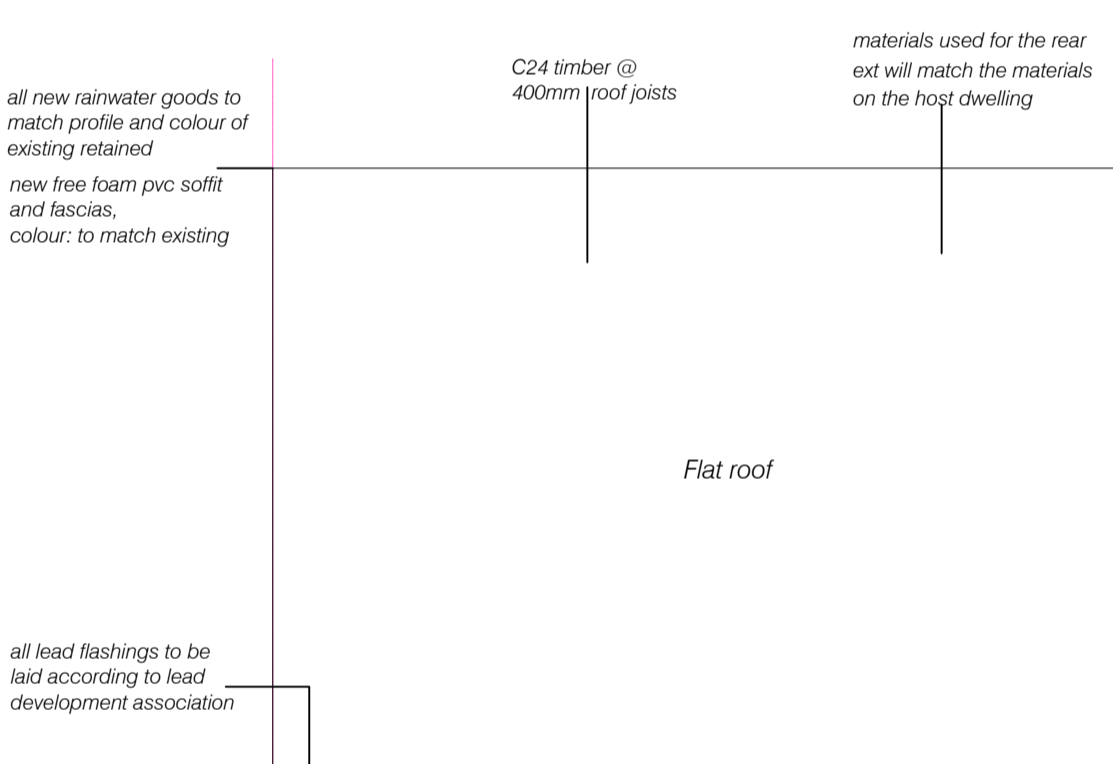 all new rainwater goods to
match profile and colour of
existing retained
new free foam pvc soffit
and fascias,
colour: to match existing
C24 timber @
400mm roof joists
materials used for the rear
ext will match the materials
on the host dwelling
Flat roof
all lead flashings to be
laid according to lead
development association